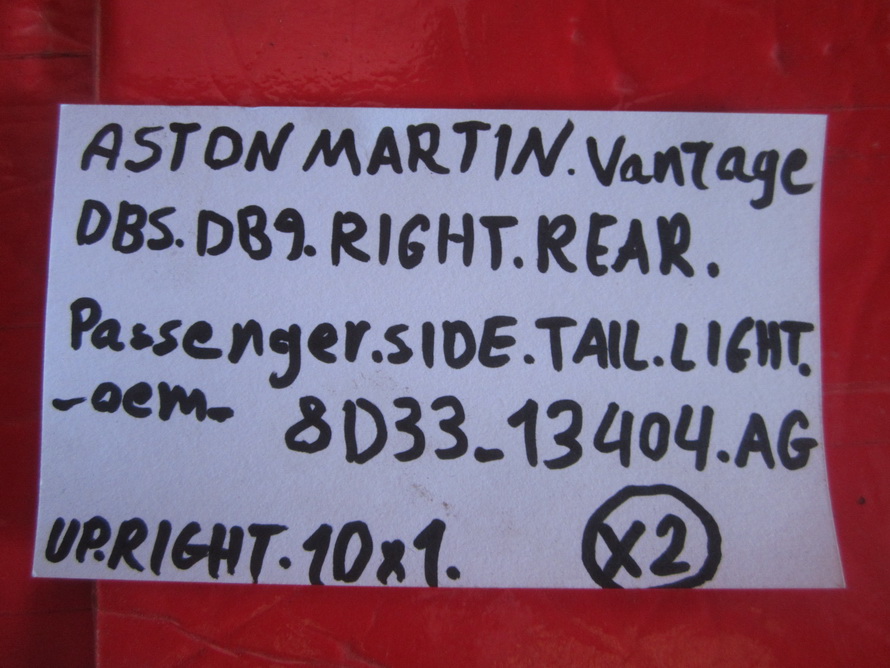 ASTON MARTIN. Vantage
DBS. DB9. RIGHT. REAR.
Passenger. SIDE. TAIL. LIGHT.
-oem- 8D33-13404. AG
UP. RIGHT. 10x1. X2